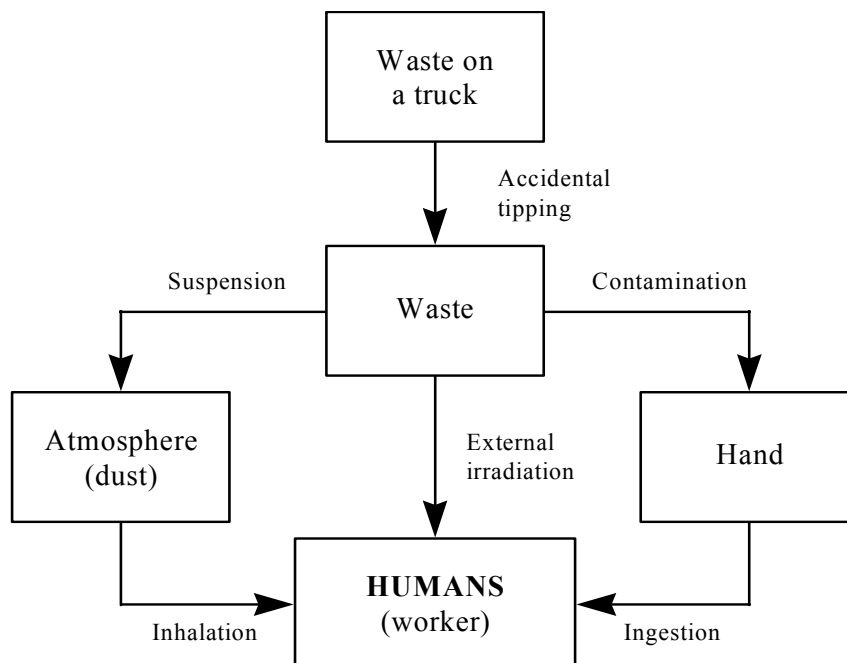 Waste on
a truck
Accidental
tipping
Suspension
Waste
Contamination
Atmosphere
(dust)
External
irradiation
Hand
HUMANS
(worker)
Inhalation
Ingestion